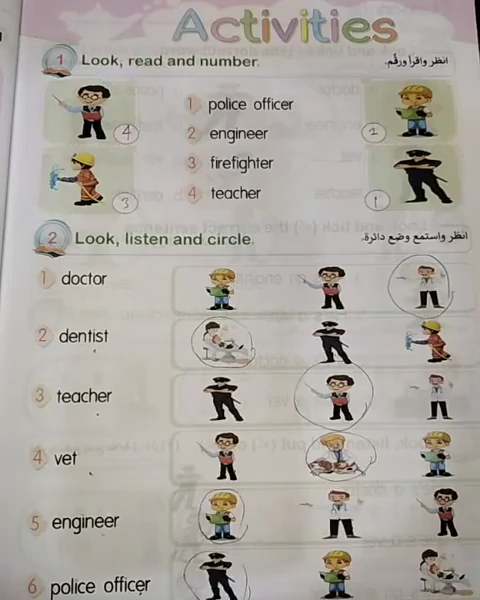 Activities
1 Look, read and number. انظر واقرأ ورقّم.
4
1 police officer
2
2 engineer
3 firefighter
3
4 teacher
1
2 Look, listen and circle. انظر واستمع وضع دائرة.
1 doctor
2 dentist
3 teacher
4 vet
5 engineer
6 police officer